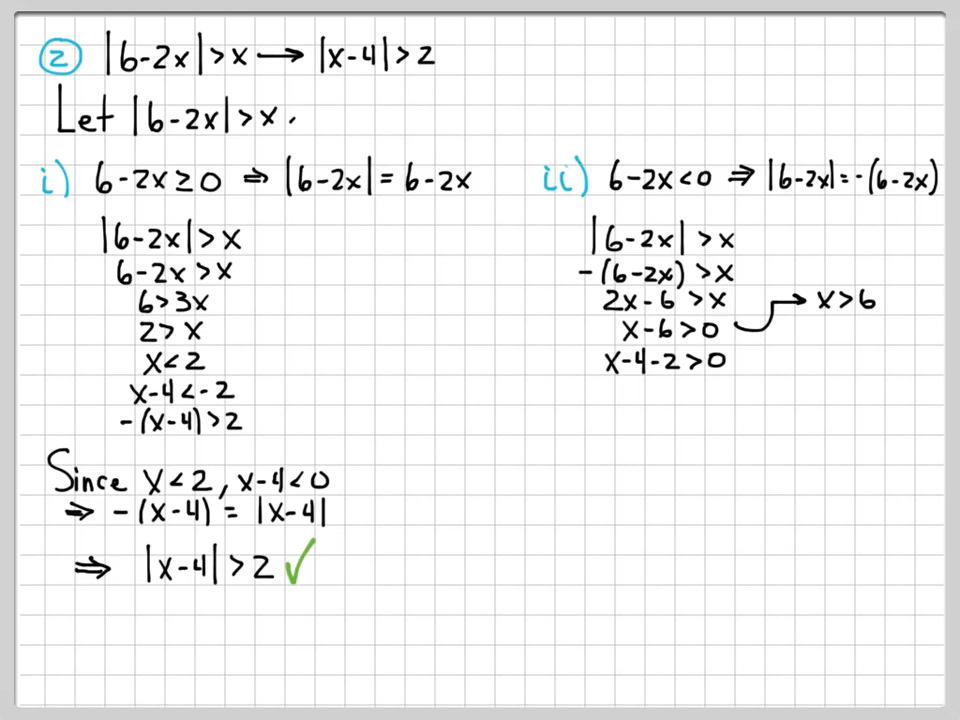 2 |6-2x|>x → |x-4|>2
Let |6-2x|>x.
i) 6-2x≥0 ⇒ |6-2x|=6-2x
|6-2x|>x
6-2x>x
6>3x
2>x
x<2
x-4<-2
-(x-4)>2
Since x<2, x-4<0
⇒ -(x-4) = |x-4|
⇒ |x-4|>2 ✓
ii) 6-2x<0 ⇒ |6-2x|=-(6-2x)
|6-2x|>x
-(6-2x)>x
2x-6>x
x-6>0 → x>6
x-4-2>0